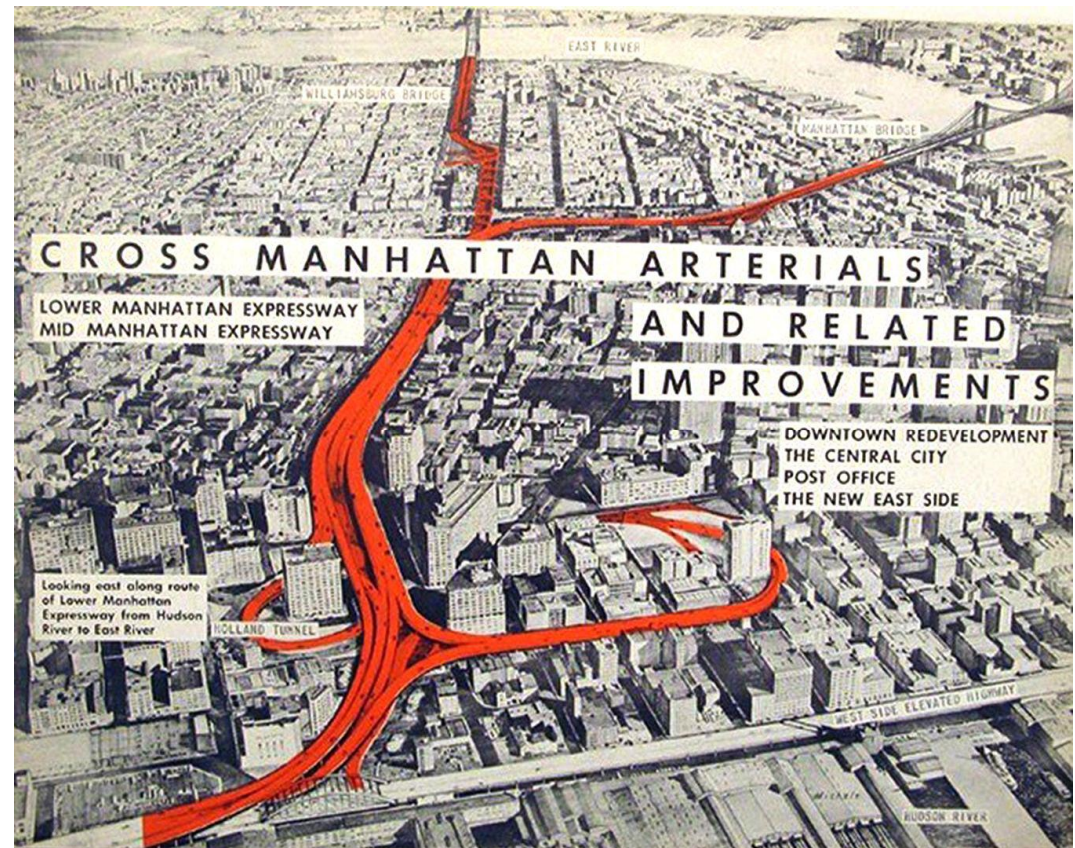 EAST RIVER
WILLIAMSBURG BRIDGE
MANHATTAN BRIDGE
CROSS MANHATTAN ARTERIALS
AND RELATED
IMPROVEMENTS
LOWER MANHATTAN EXPRESSWAY
MID MANHATTAN EXPRESSWAY
DOWNTOWN REDEVELOPMENT
THE CENTRAL CITY
POST OFFICE
THE NEW EAST SIDE
Looking east along route
of Lower Manhattan
Expressway from Hudson
River to East River
HOLLAND TUNNEL
WEST SIDE ELEVATED HIGHWAY
HUDSON RIVER